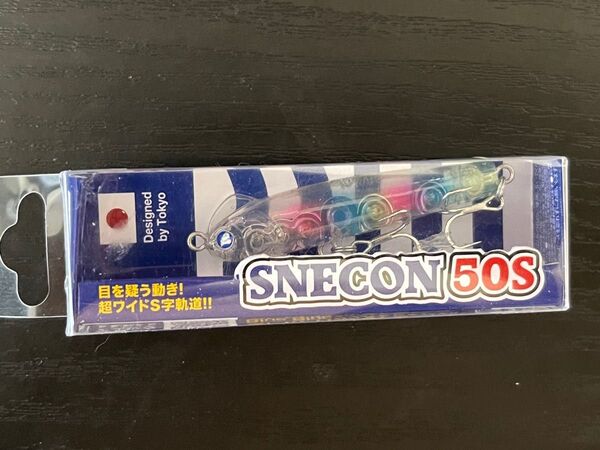 Designed
by Tokyo
目を疑う動き!
超ワイドS字軌道!!
SNECON 50S